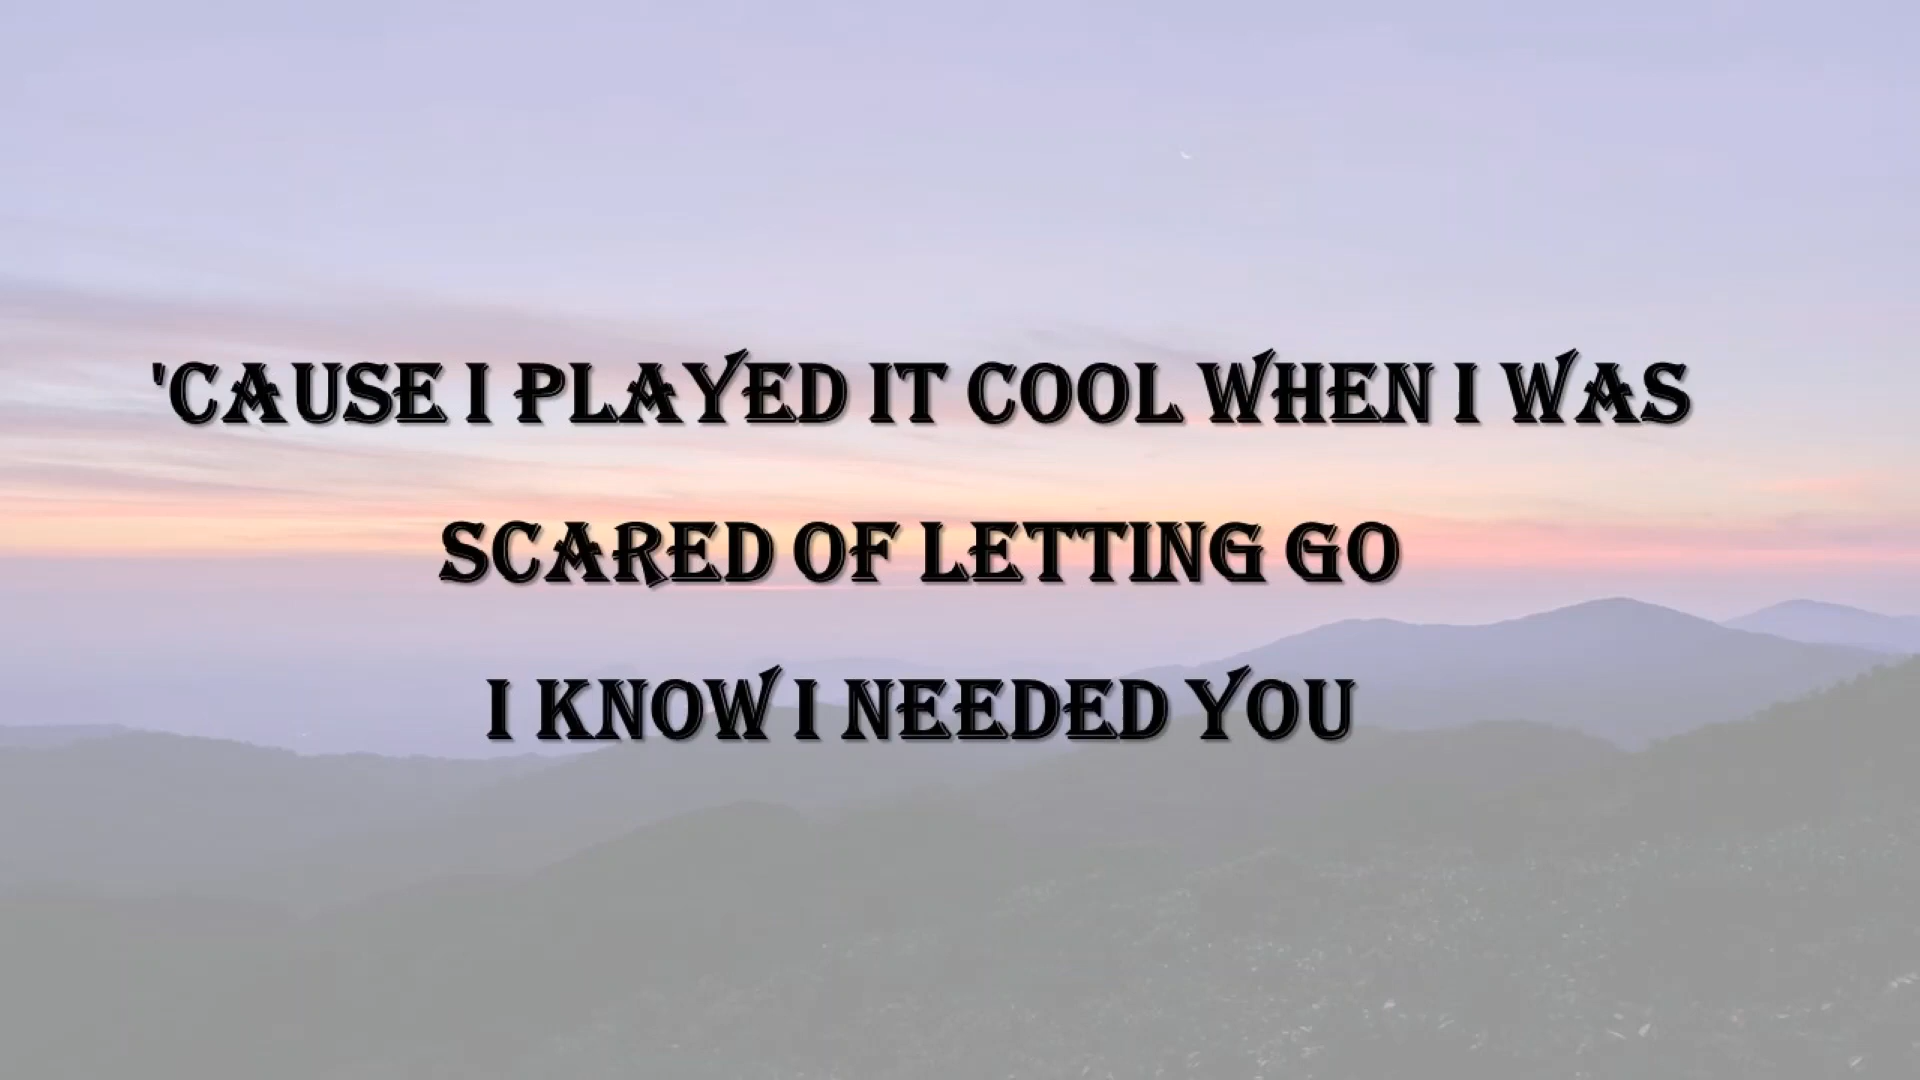 'CAUSE I PLAYED IT COOL WHEN I WAS
SCARED OF LETTING GO
I KNOW I NEEDED YOU